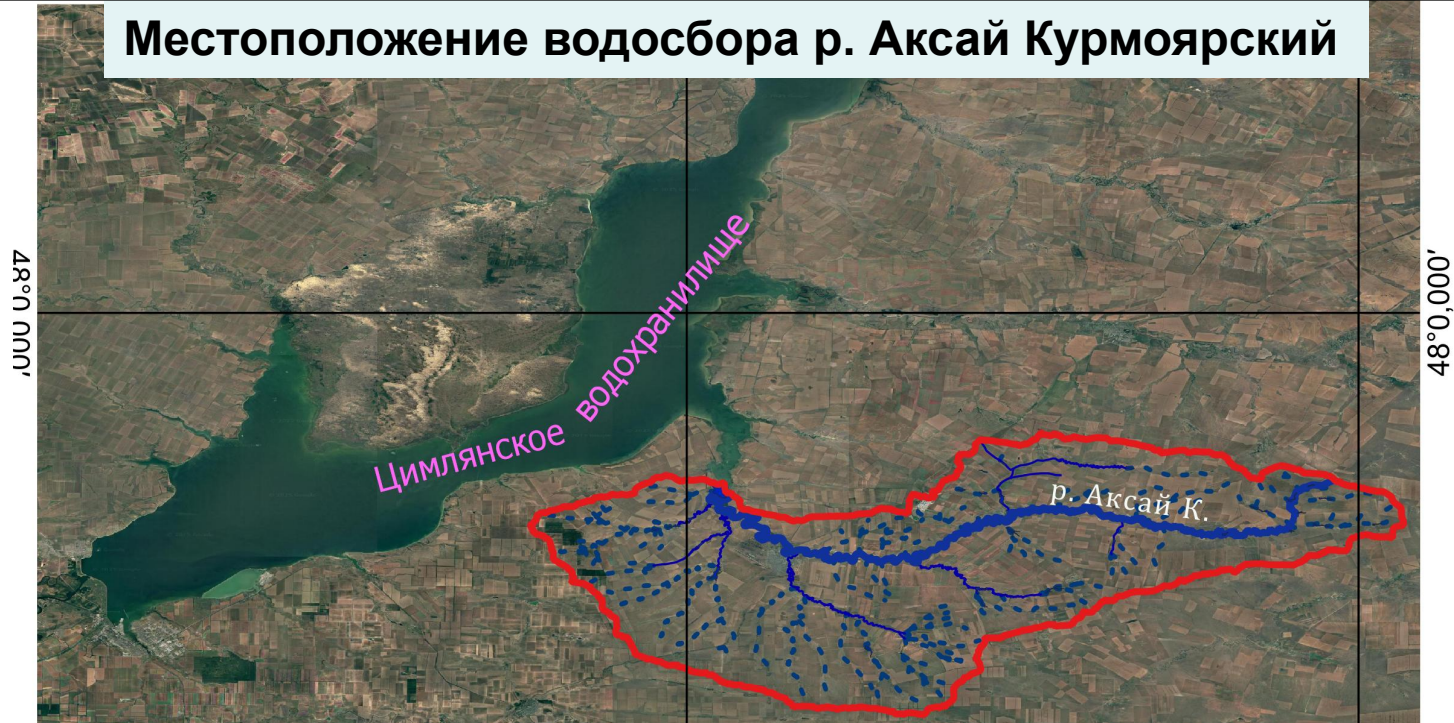 Местоположение водосбора р. Аксай Курмоярский
48°0,000'
Цимлянское водохранилище
р. Аксай К.
48°0,000'